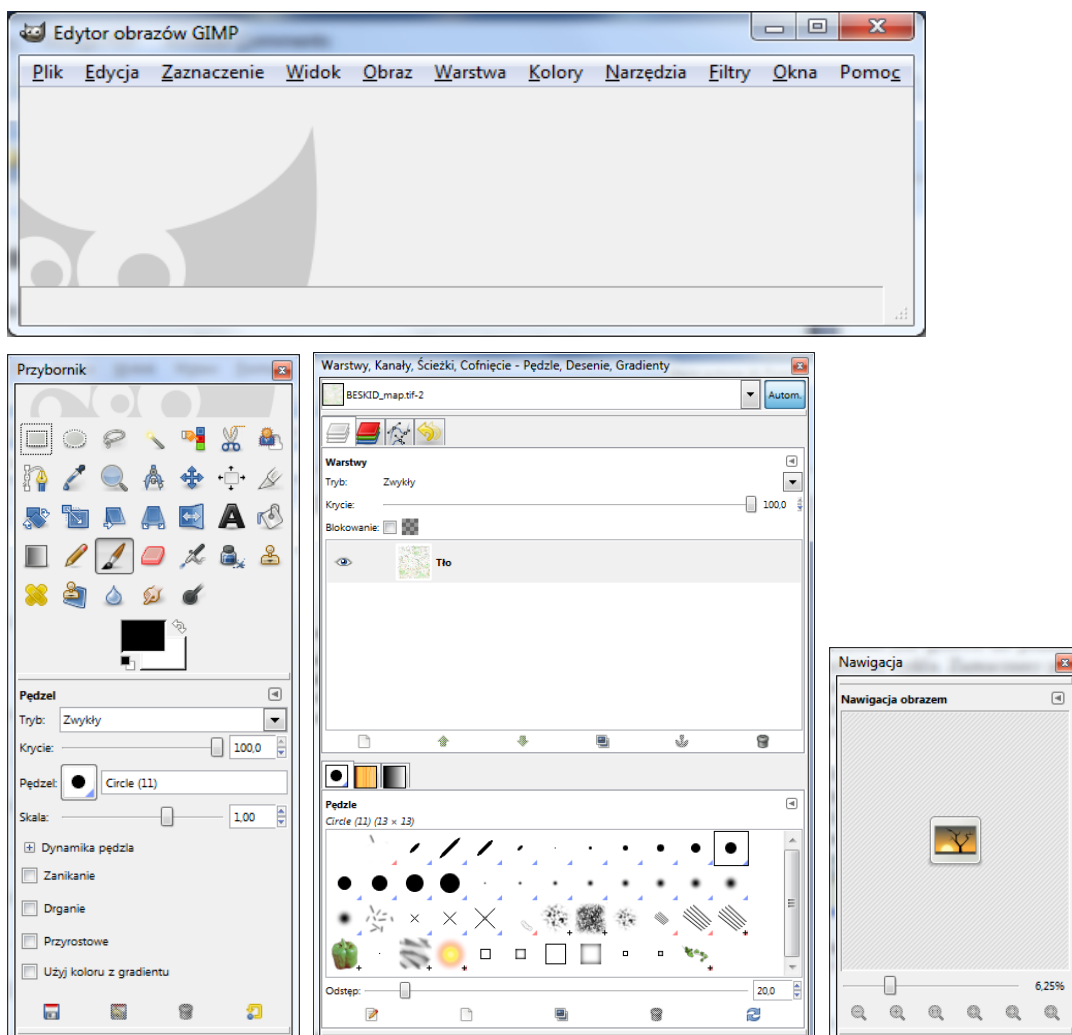 Edytor obrazów GIMP
Plik Edycja Zaznaczenie Widok Obraz Warstwa Kolory Narzędzia Filtry Okna Pomoc
Przybornik
Pędzel
Tryb: Zwykły
Krycie: 100,0
Pędzel: Circle (11)
Skala: 1,00
Dynamika pędzla
Zanikanie
Drganie
Przyrostowe
Użyj koloru z gradientu
Warstwy, Kanały, Ścieżki, Cofnięcie - Pędzle, Desenie, Gradienty
BESKID_map.tif-2 Autom.
Warstwy
Tryb: Zwykły
Krycie: 100,0
Blokowanie:
Tło
Pędzle
Circle (11) (13 × 13)
Odstęp: 20,0
Nawigacja
Nawigacja obrazem
6,25%